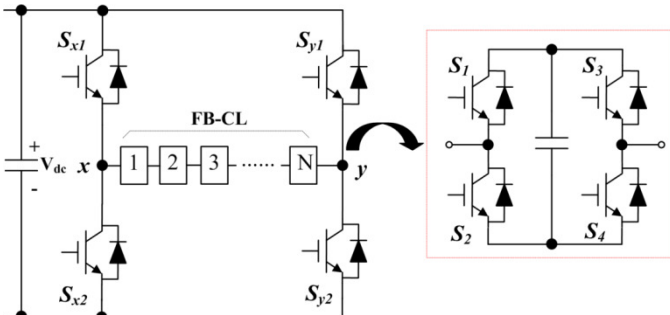 Sx1
Sy1
FB-CL
+
Vdc
-
x
1
2
3
......
N
y
Sx2
Sy2
S1
S3
S2
S4